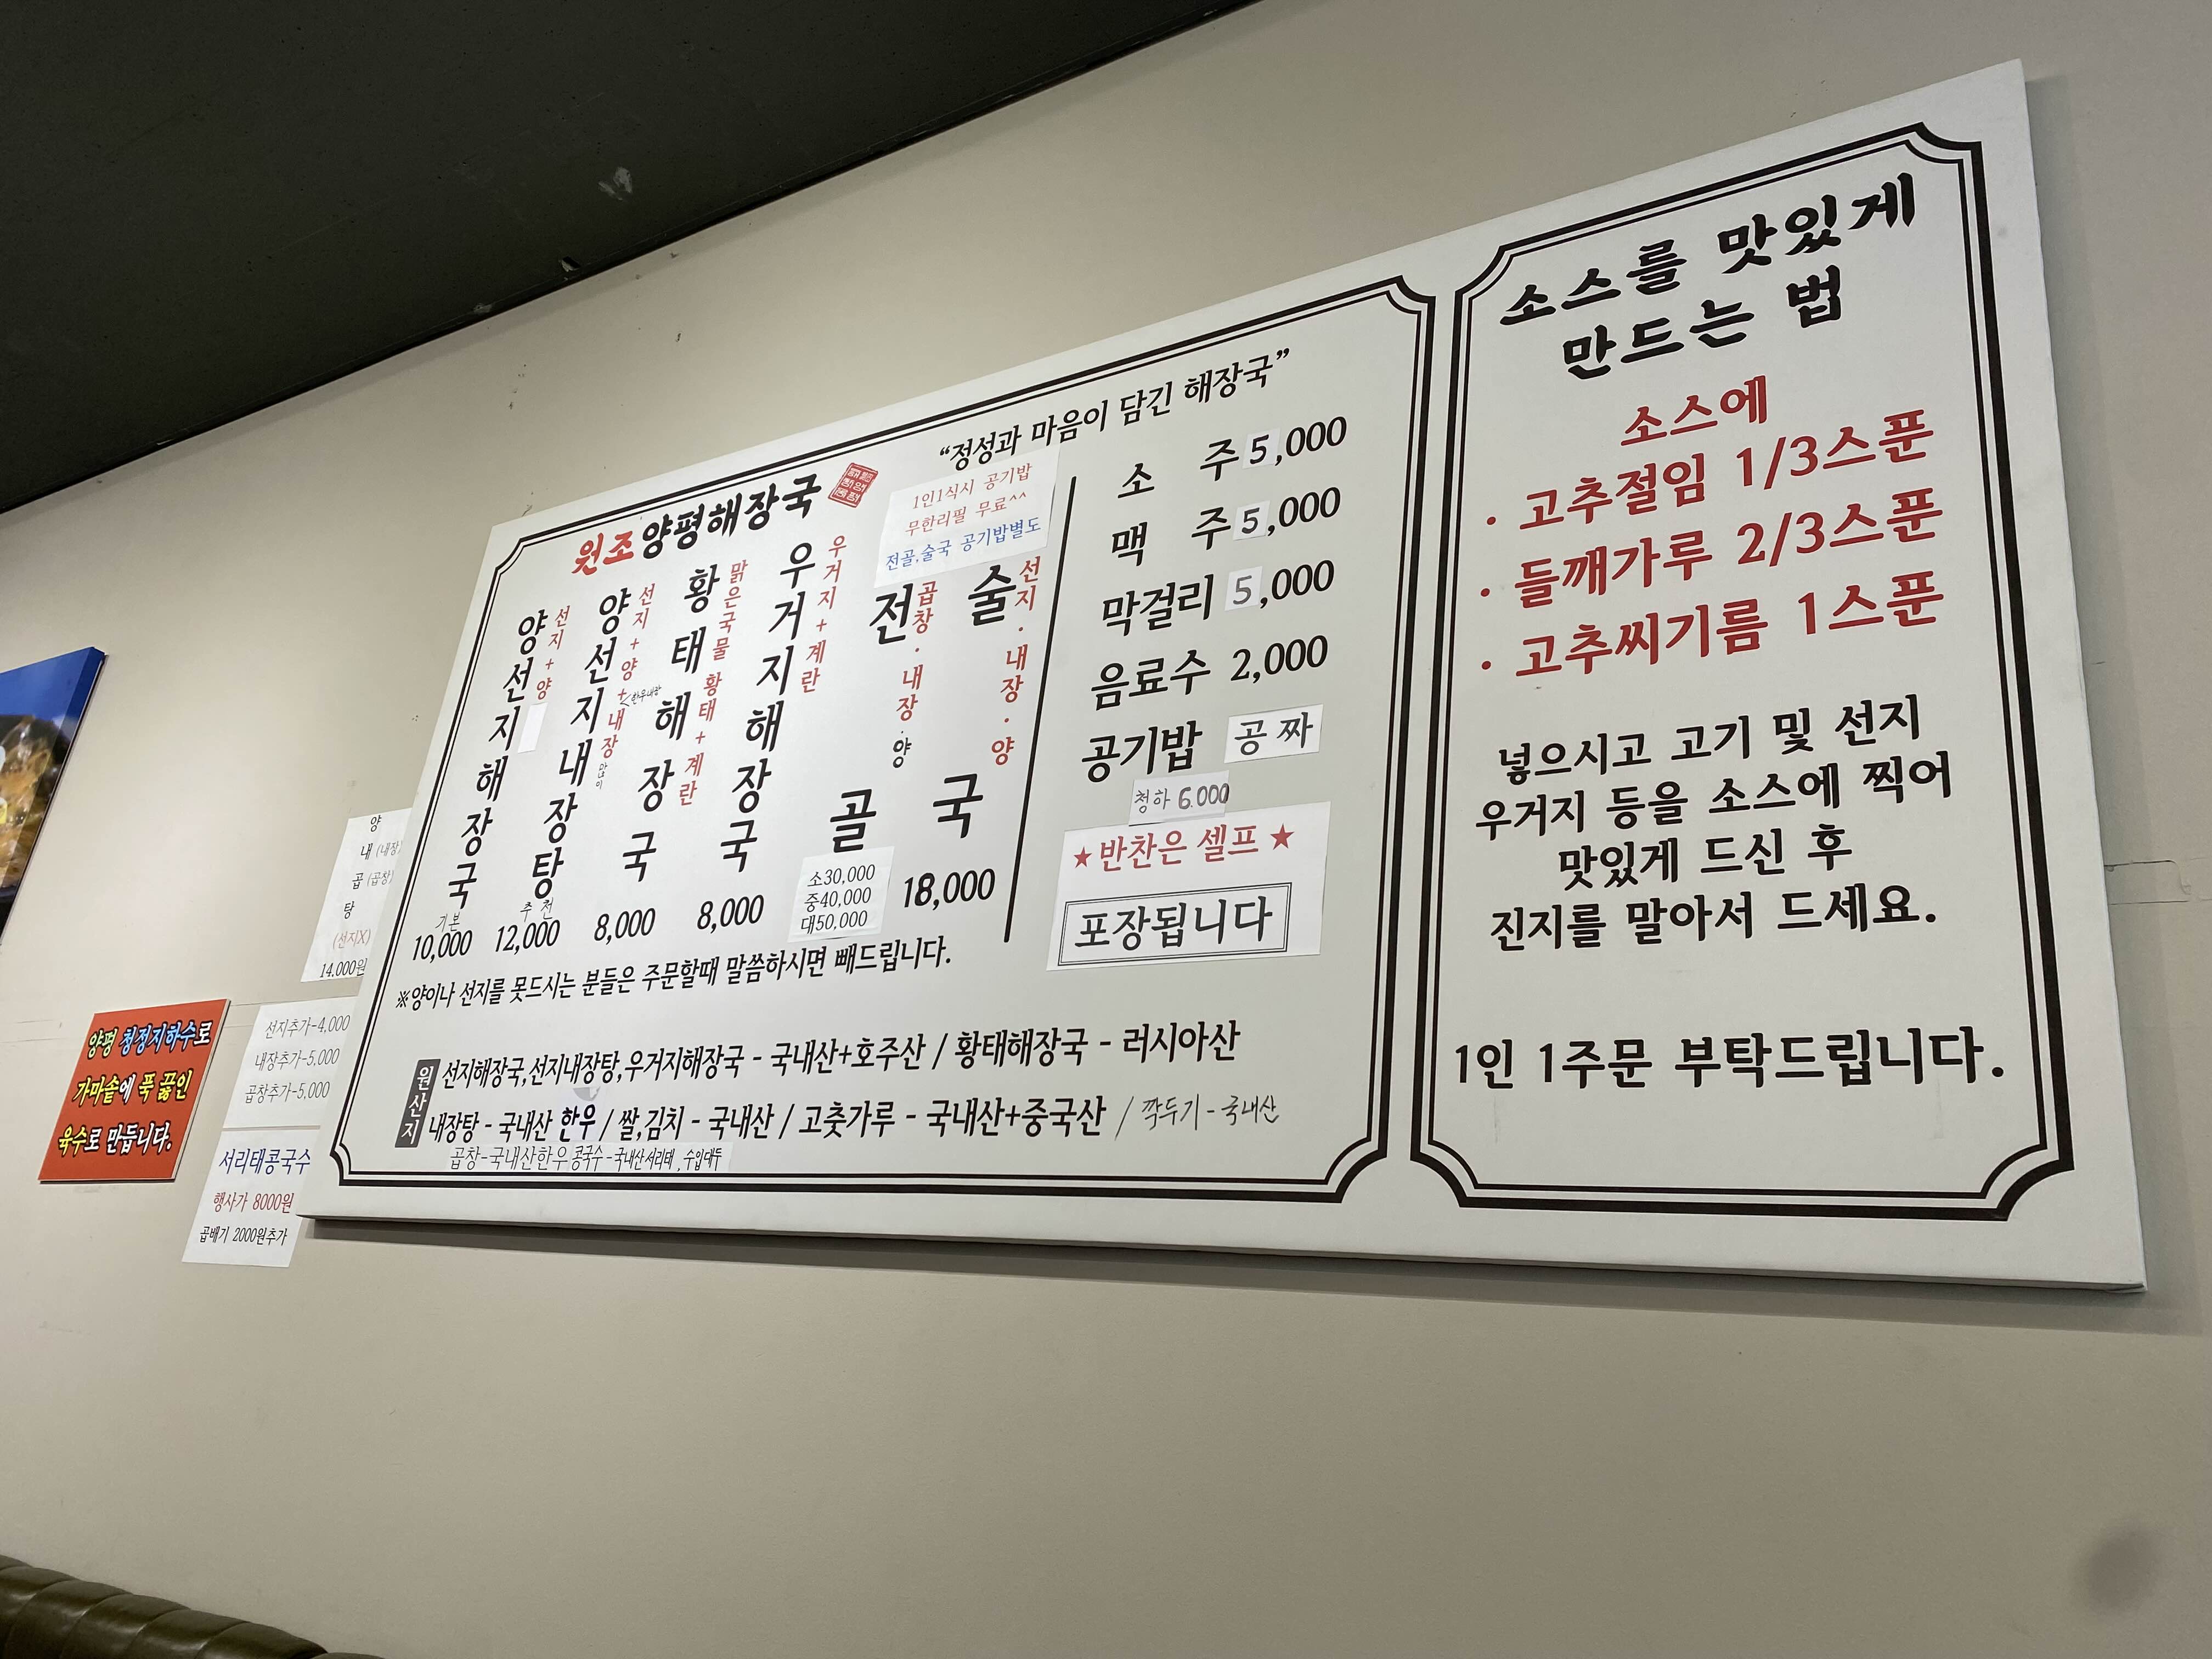 원조양평해장국
"정성과 마음이 담긴 해장국"
1인1식시 공기밥
무한리필 무료^^
전골,술국 공기밥별도
양선지해장국
선지+양
기본
10,000
양선지내장탕
선지+양+내장
한우내장
많이
추천
12,000
황태해장국
맑은국물 황태+계란
8,000
우거지해장국
우거지+계란
8,000
전골
곱창·내장·양
소30,000
중40,000
대50,000
술국
선지·내장·양
18,000
소주 5,000
맥주 5,000
막걸리 5,000
음료수 2,000
공기밥 공짜
청하 6.000
★반찬은 셀프★
포장됩니다
※양이나 선지를 못드시는 분들은 주문할때 말씀하시면 빼드립니다.
원산지
선지해장국,선지내장탕,우거지해장국 - 국내산+호주산 / 황태해장국 - 러시아산
내장탕 - 국내산 한우 / 쌀,김치 - 국내산 / 고춧가루 - 국내산+중국산 / 깍두기 - 국내산
곱창-국내산한우 콩국수-국내산서리태, 수입대두
소스를 맛있게
만드는 법
소스에
· 고추절임 1/3스푼
· 들깨가루 2/3스푼
· 고추씨기름 1스푼
넣으시고 고기 및 선지
우거지 등을 소스에 찍어
맛있게 드신 후
진지를 말아서 드세요.
1인 1주문 부탁드립니다.
양
내 (내장)
곱 (곱창)
탕
(선지X)
14.000원
선지추가-4,000
내장추가-5,000
곱창추가-5,000
서리태콩국수
행사가 8000원
곱배기 2000원추가
양평 청정지하수로
가마솥에 푹 끓인
육수로 만듭니다.